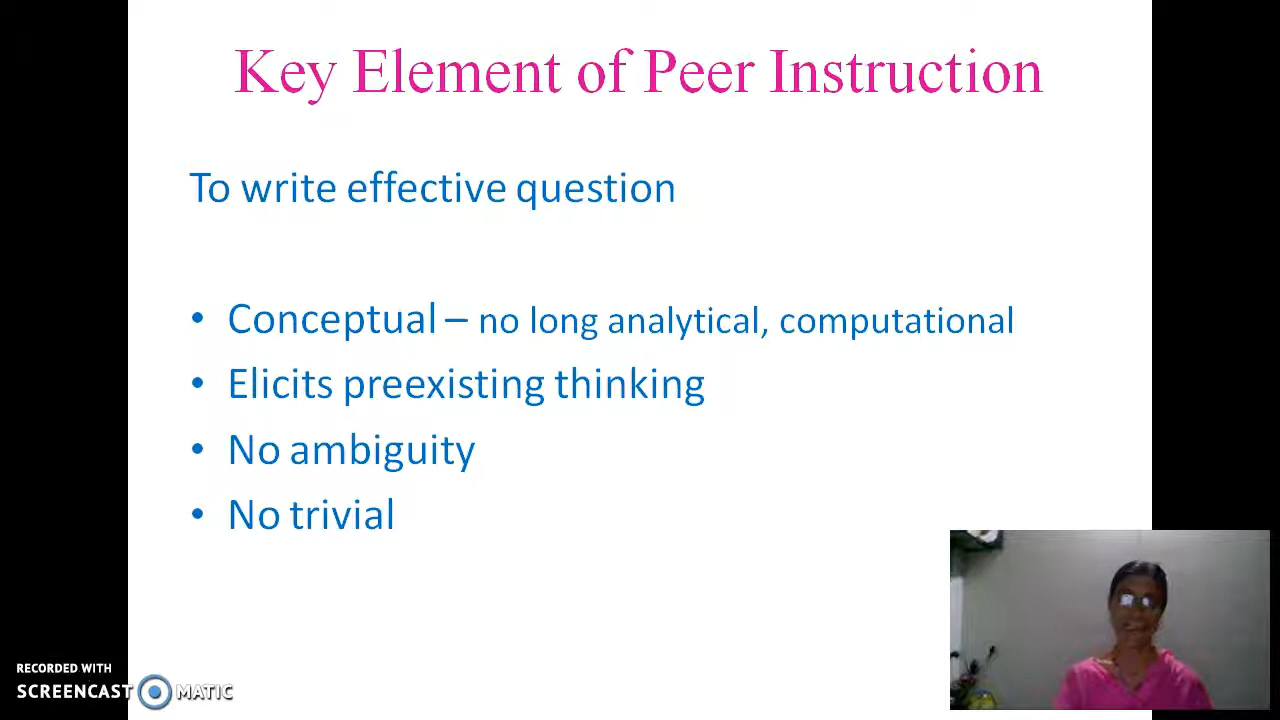 Key Element of Peer Instruction
To write effective question
• Conceptual – no long analytical, computational
• Elicits preexisting thinking
• No ambiguity
• No trivial
RECORDED WITH
SCREENCAST MATIC